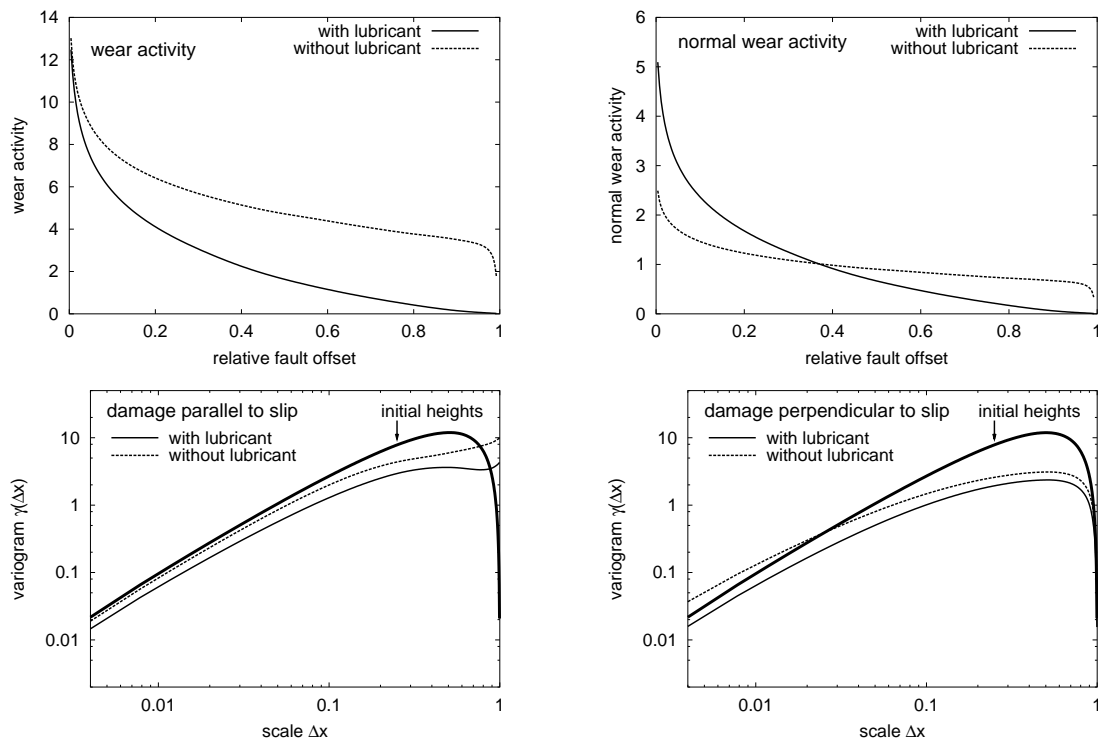 wear activity
with lubricant
without lubricant
wear activity
14
12
10
8
6
4
2
0
0 0.2 0.4 0.6 0.8 1
relative fault offset
normal wear activity
with lubricant
without lubricant
normal wear activity
6
5
4
3
2
1
0
0 0.2 0.4 0.6 0.8 1
relative fault offset
damage parallel to slip
initial heights
with lubricant
without lubricant
variogram γ(Δx)
10
1
0.1
0.01
0.01 0.1 1
scale Δx
damage perpendicular to slip
initial heights
with lubricant
without lubricant
variogram γ(Δx)
10
1
0.1
0.01
0.01 0.1 1
scale Δx